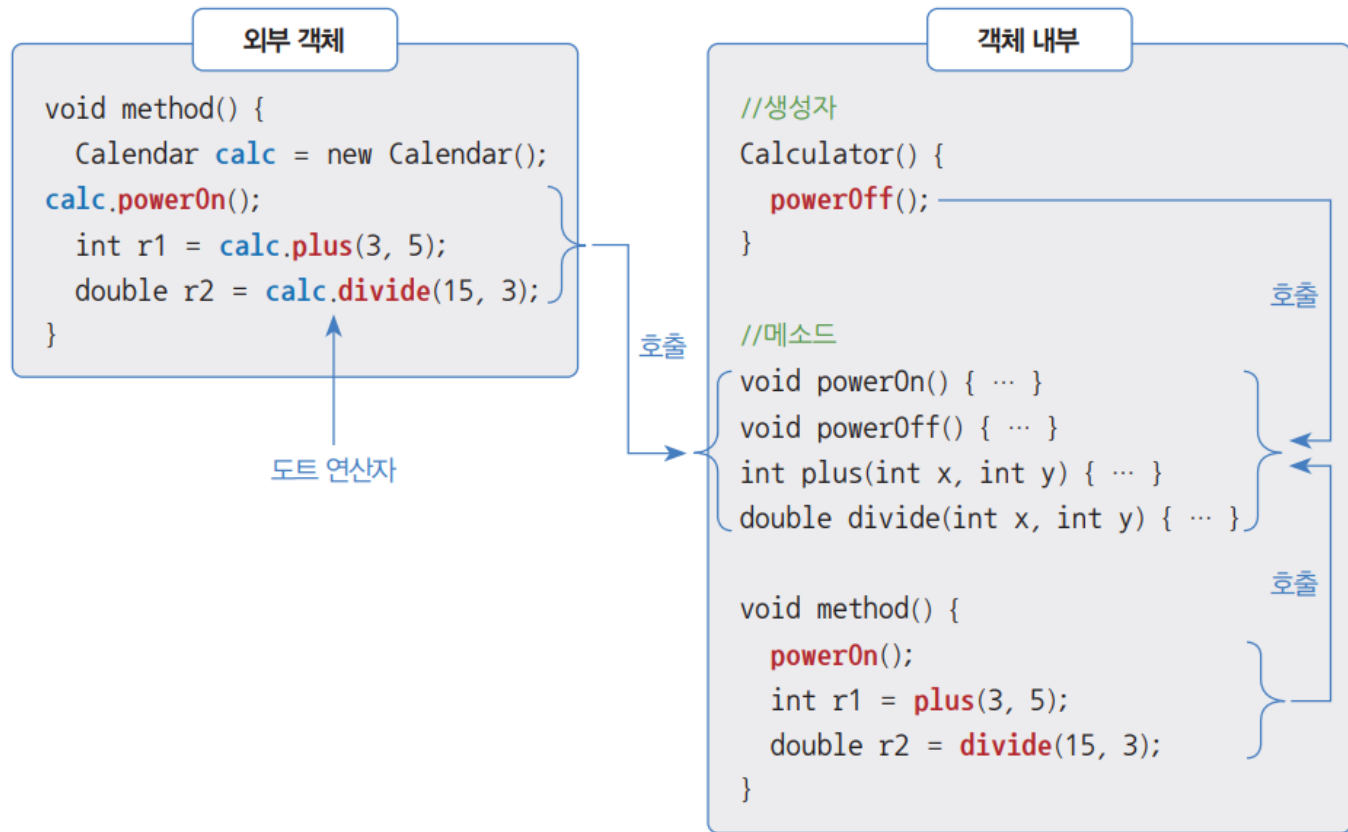 외부 객체
void method() {
Calendar calc = new Calendar();
calc.powerOn();
int r1 = calc.plus(3, 5);
double r2 = calc.divide(15, 3);
}
도트 연산자
호출
객체 내부
//생성자
Calculator() {
powerOff();
}
호출
//메소드
void powerOn() { … }
void powerOff() { … }
int plus(int x, int y) { … }
double divide(int x, int y) { … }
호출
void method() {
powerOn();
int r1 = plus(3, 5);
double r2 = divide(15, 3);
}